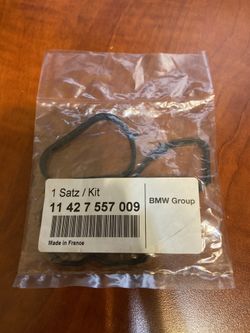 1 Satz / Kit
11 42 7 557 009
BMW Group
Made in France